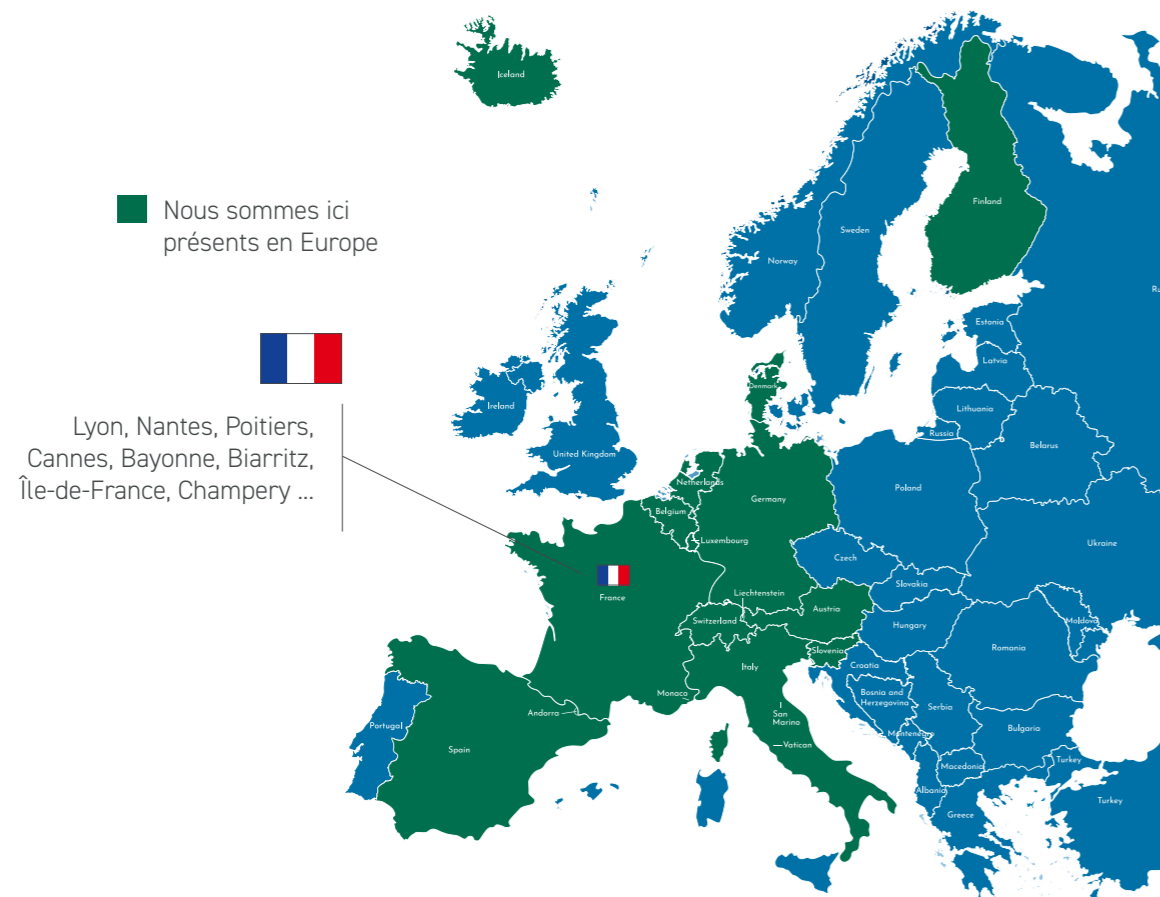 Iceland
Nous sommes ici
présents en Europe
Finland
Sweden
Norway
Ru
Estonia
Latvia
Denmark
Lithuania
Ireland
Russia
Belarus
United Kingdom
Lyon, Nantes, Poitiers,
Cannes, Bayonne, Biarritz,
Île-de-France, Champery ...
Netherlands
Germany
Poland
Belgium
Luxembourg
Ukraine
Czech
Slovakia
France
Liechtenstein
Austria
Switzerland
Hungary
Moldova
Slovenia
Romania
Italy
Croatia
Monaco
Bosnia and
Herzegovina
Serbia
Andorra
San
Marino
Portugal
Montenegro
Bulgaria
Spain
Vatican
Macedonia
Turkey
Albania
Turkey
Greece